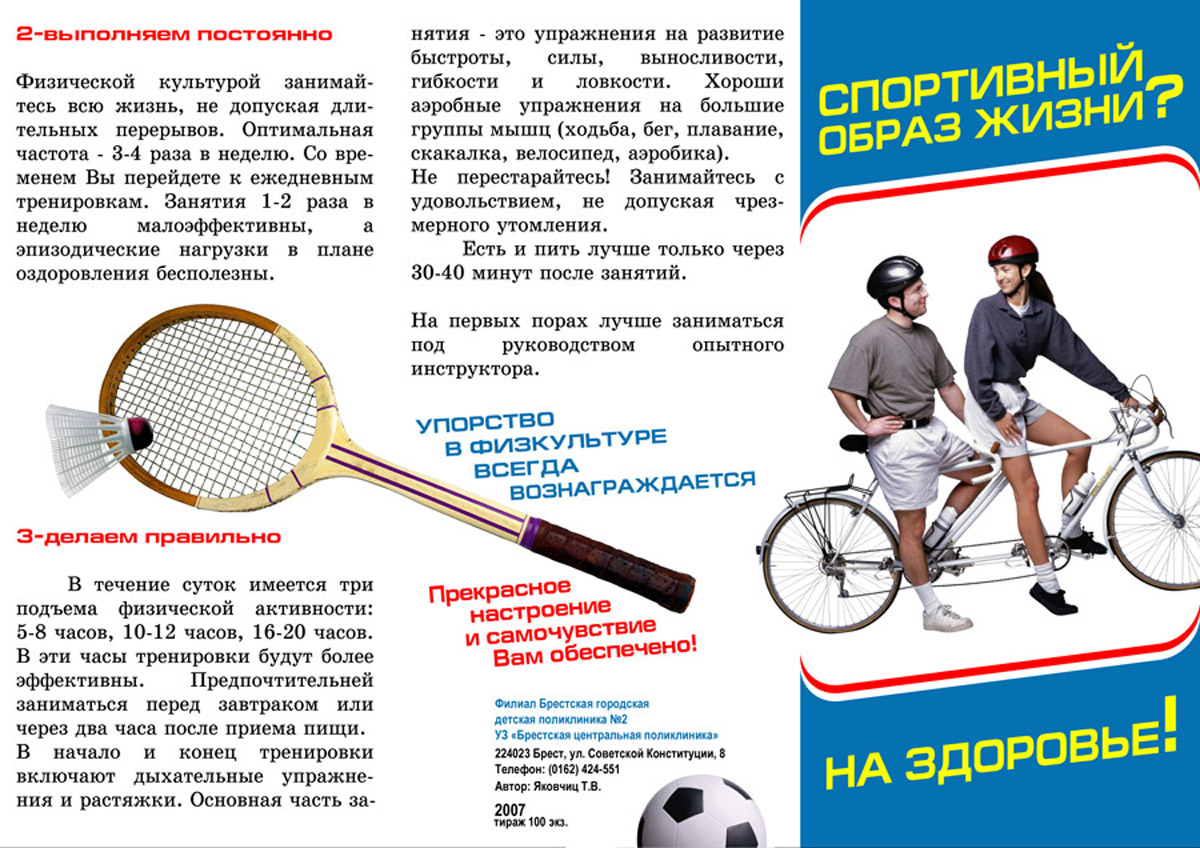 2-выполняем постоянно
Физической культурой занимай-
тесь всю жизнь, не допуская дли-
тельных перерывов. Оптимальная
частота - 3-4 раза в неделю. Со вре-
менем Вы перейдете к ежедневным
тренировкам. Занятия 1-2 раза в
неделю малоэффективны, а
эпизодические нагрузки в плане
оздоровления бесполезны.
3-делаем правильно
В течение суток имеется три
подъема физической активности:
5-8 часов, 10-12 часов, 16-20 часов.
В эти часы тренировки будут более
эффективны. Предпочтительней
заниматься перед завтраком или
через два часа после приема пищи.
В начало и конец тренировки
включают дыхательные упражне-
ния и растяжки. Основная часть за-
нятия - это упражнения на развитие
быстроты, силы, выносливости,
гибкости и ловкости. Хороши
аэробные упражнения на большие
группы мышц (ходьба, бег, плавание,
скакалка, велосипед, аэробика).
Не перестарайтесь! Занимайтесь с
удовольствием, не допуская чрез-
мерного утомления.
Есть и пить лучше только через
30-40 минут после занятий.
На первых порах лучше заниматься
под руководством опытного
инструктора.
УПОРСТВО
В ФИЗКУЛЬТУРЕ
ВСЕГДА
ВОЗНАГРАЖДАЕТСЯ
Прекрасное
настроение
и самочувствие
Вам обеспечено!
Филиал Брестская городская
детская поликлиника №2
УЗ «Брестская центральная поликлиника»
224023 Брест, ул. Советской Конституции, 8
Телефон: (0162) 424-551
Автор: Яковчиц Т.В.
2007
тираж 100 экз.
СПОРТИВНЫЙ
ОБРАЗ ЖИЗНИ?
НА ЗДОРОВЬЕ!